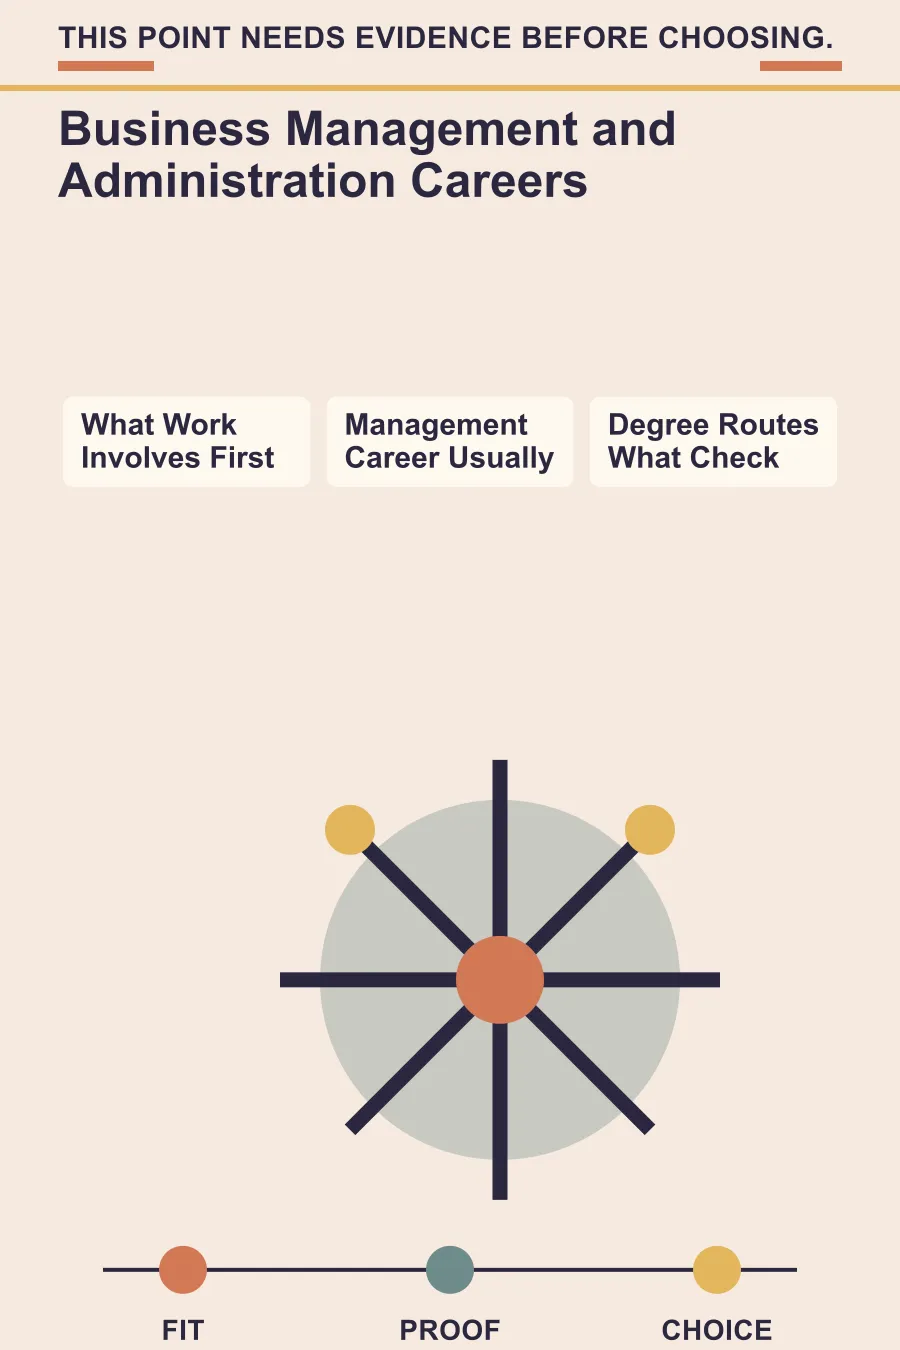 THIS POINT NEEDS EVIDENCE BEFORE CHOOSING.
Business Management and
Administration Careers
What Work
Involves First
Management
Career Usually
Degree Routes
What Check
FIT
PROOF
CHOICE